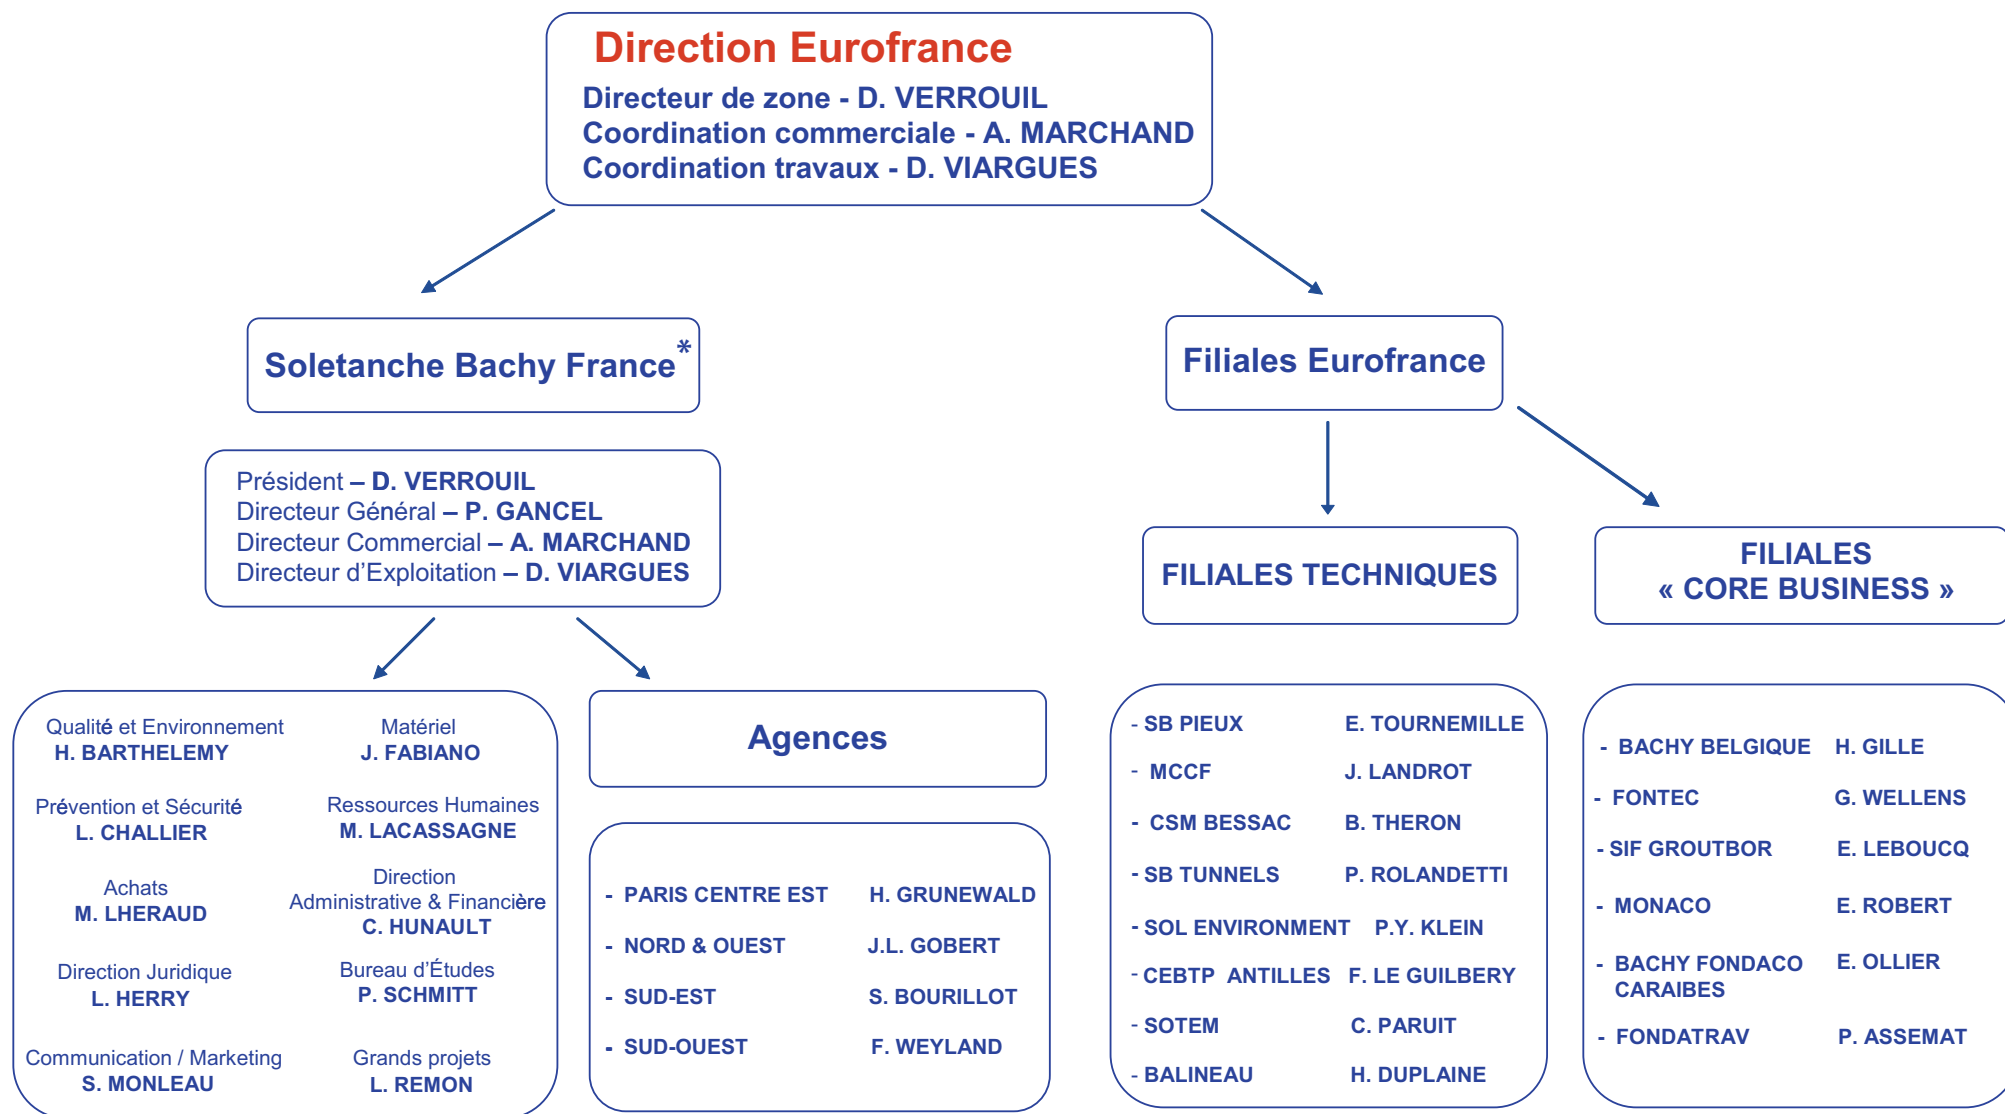 Direction Eurofrance
Directeur de zone - D. VERROUIL
Coordination commerciale - A. MARCHAND
Coordination travaux - D. VIARGUES
Soletanche Bachy France*
Filiales Eurofrance
Président – D. VERROUIL
Directeur Général – P. GANCEL
Directeur Commercial – A. MARCHAND
Directeur d’Exploitation – D. VIARGUES
FILIALES TECHNIQUES
FILIALES
« CORE BUSINESS »
Qualité et Environnement
H. BARTHELEMY
Matériel
J. FABIANO
Prévention et Sécurité
L. CHALLIER
Ressources Humaines
M. LACASSAGNE
Achats
M. LHERAUD
Direction
Administrative & Financière
C. HUNAULT
Direction Juridique
L. HERRY
Bureau d’Études
P. SCHMITT
Communication / Marketing
S. MONLEAU
Grands projets
L. REMON
Agences
- PARIS CENTRE EST H. GRUNEWALD
- NORD & OUEST J.L. GOBERT
- SUD-EST S. BOURILLOT
- SUD-OUEST F. WEYLAND
- SB PIEUX E. TOURNEMILLE
- MCCF J. LANDROT
- CSM BESSAC B. THERON
- SB TUNNELS P. ROLANDETTI
- SOL ENVIRONMENT P.Y. KLEIN
- CEBTP ANTILLES F. LE GUILBERY
- SOTEM C. PARUIT
- BALINEAU H. DUPLAINE
- BACHY BELGIQUE H. GILLE
- FONTEC G. WELLENS
- SIF GROUTBOR E. LEBOUCQ
- MONACO E. ROBERT
- BACHY FONDACO E. OLLIER
CARAIBES
- FONDATRAV P. ASSEMAT